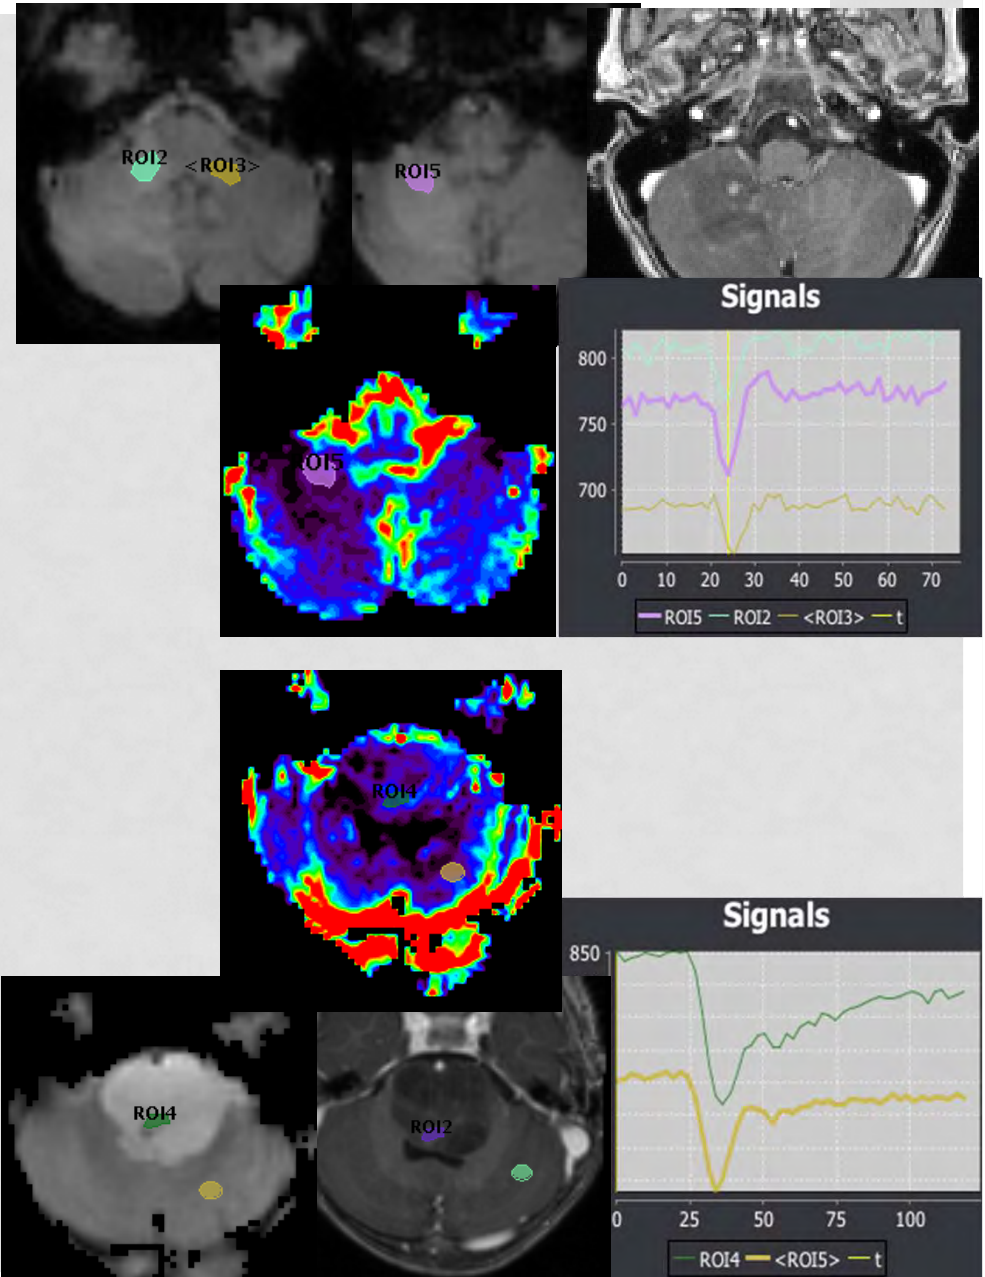 ROI2 <ROI3>
ROI5
Signals
800
750
700
0 10 20 30 40 50 60 70
ROI5 ROI2 <ROI3> t
OI5
ROI4
Signals
850
0 25 50 75 100
ROI4 <ROI5> t
ROI4
ROI2